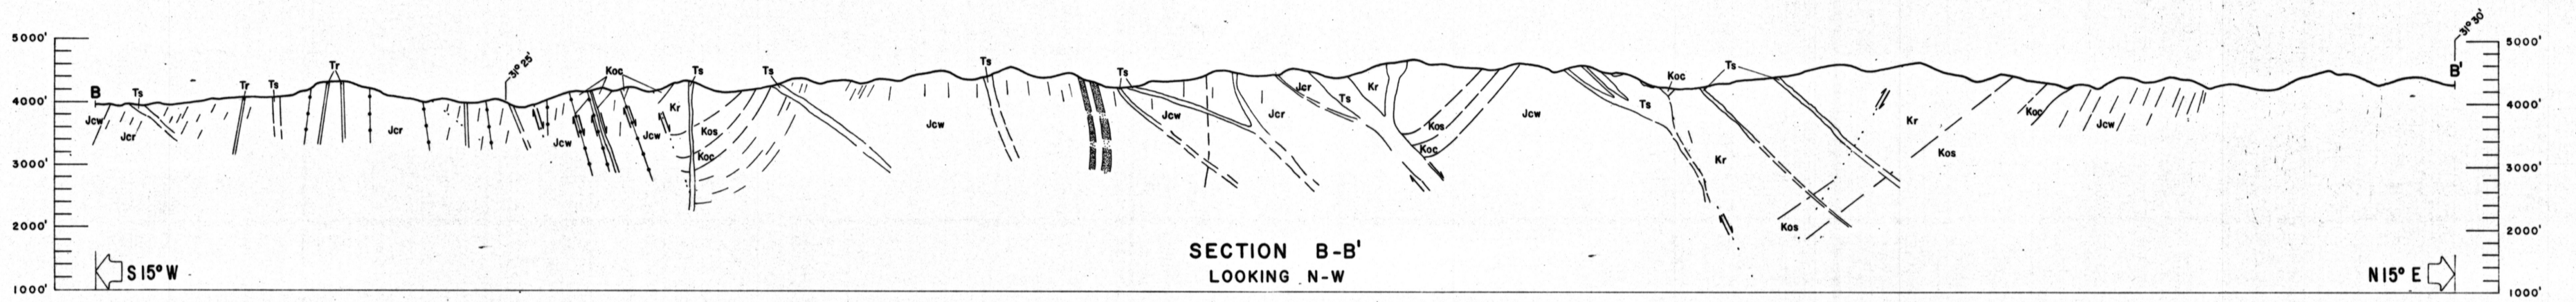 31° 25'
31° 30'
5000'
5000'
B
Ts
Tr
Ts
Tr
Koc
Ts
Ts
Ts
Ts
Koc
Ts
B'
4000'
4000'
Jcw
Jcr
Jcr
Jcw
Jcw
Kr
Kos
Koc
Jcw
Jcw
Jcr
Jcr
Ts
Kr
Kos
Koc
Jcw
Ts
Kr
Kr
Kos
Kos
Koc
Jcw
3000'
3000'
2000'
2000'
SECTION B-B'
LOOKING N-W
S 15° W
N 15° E
1000'
1000'